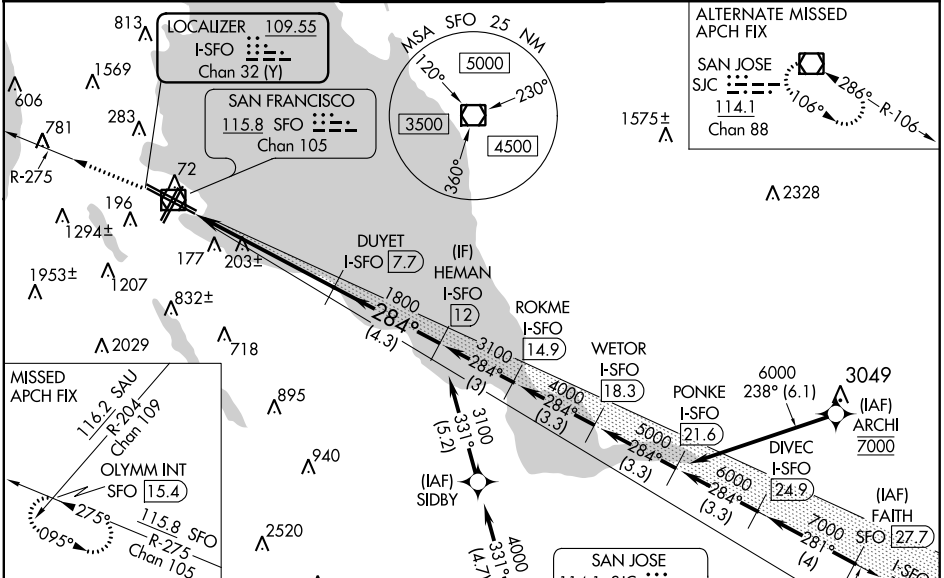 813
LOCALIZER 109.55
I-SFO
Chan 32 (Y)
1569
606
283
781
R-275
SAN FRANCISCO
115.8 SFO
Chan 105
72
196
1294±
177
203±
1953±
1207
832±
2029
718
MSA SFO 25 NM
120°
5000
230°
3500
4500
360°
1575±
2328
ALTERNATE MISSED
APCH FIX
SAN JOSE
SJC
114.1
Chan 88
286°
R-106
106°
DUYET
I-SFO 7.7
(IF)
HEMAN
I-SFO
12
1800
284°
(4.3)
ROKME
I-SFO
14.9
3100
284°
(3)
WETOR
I-SFO
18.3
4000
284°
(3.3)
PONKE
I-SFO
21.6
5000
284°
(3.3)
6000
238° (6.1)
3049
(IAF)
ARCHI
7000
DIVEC
I-SFO
24.9
6000
284°
(3.3)
(IAF)
FAITH
SFO 27.7
7000
281°
(4)
I-SFO
3100
331°
(5.2)
(IAF)
SIDBY
4000
331°
(4.7)
895
940
2520
MISSED
APCH FIX
116.2 SAU
R-204
Chan 109
OLYMM INT
SFO 15.4
275°
095°
115.8 SFO
R-275
Chan 105
SAN JOSE
114.1 SJC